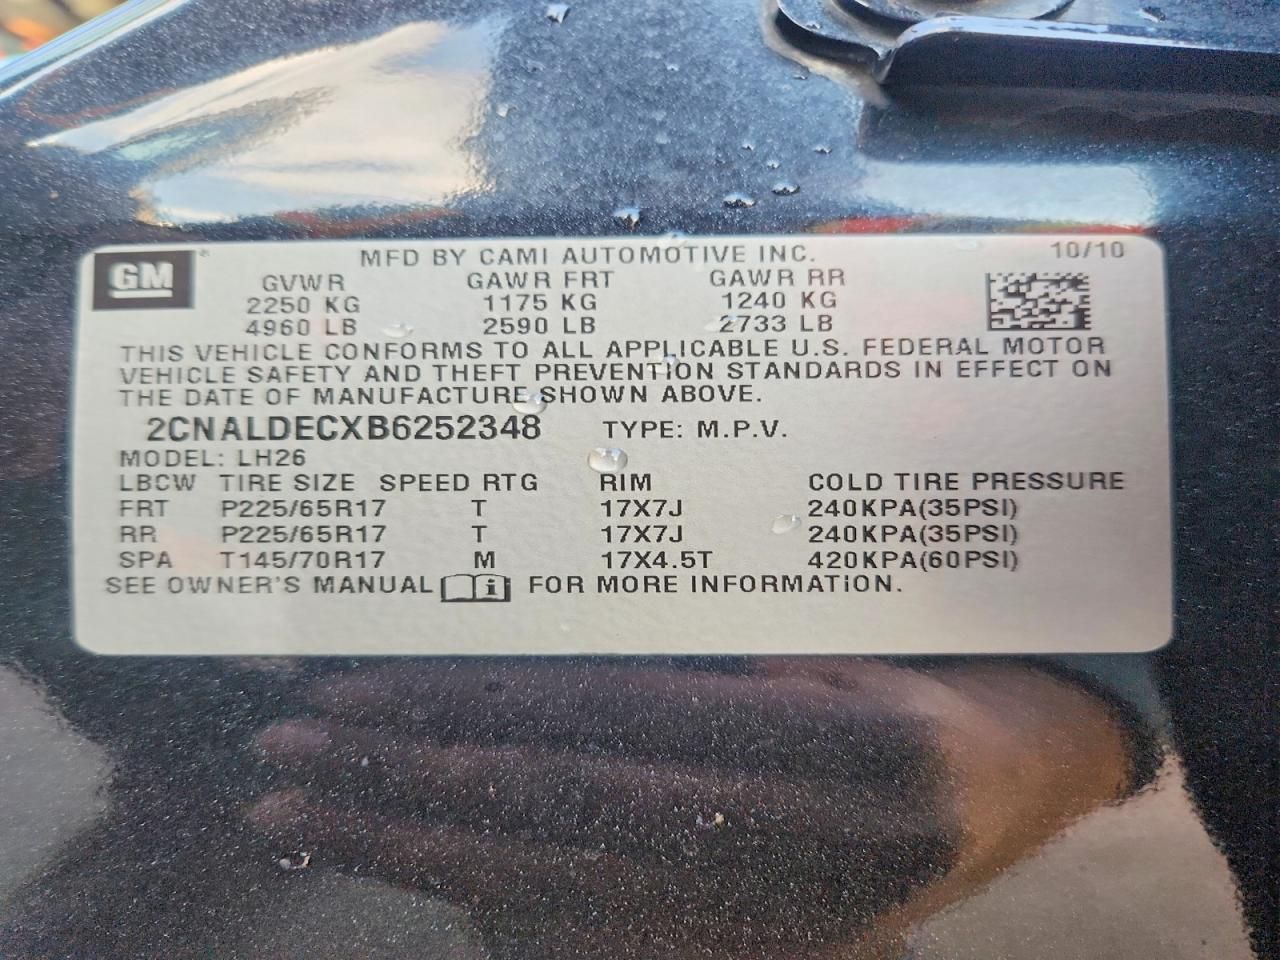 GM ®
MFD BY CAMI AUTOMOTIVE INC. 10/10
GVWR GAWR FRT GAWR RR
2250 KG 1175 KG 1240 KG
4960 LB 2590 LB 2733 LB
THIS VEHICLE CONFORMS TO ALL APPLICABLE U.S. FEDERAL MOTOR
VEHICLE SAFETY AND THEFT PREVENTION STANDARDS IN EFFECT ON
THE DATE OF MANUFACTURE SHOWN ABOVE.
2CNALDECXB6252348 TYPE: M.P.V.
MODEL: LH26
LBCW TIRE SIZE SPEED RTG RIM COLD TIRE PRESSURE
FRT P225/65R17 T 17X7J 240KPA(35PSI)
RR P225/65R17 T 17X7J 240KPA(35PSI)
SPA T145/70R17 M 17X4.5T 420KPA(60PSI)
SEE OWNER'S MANUAL i FOR MORE INFORMATION.